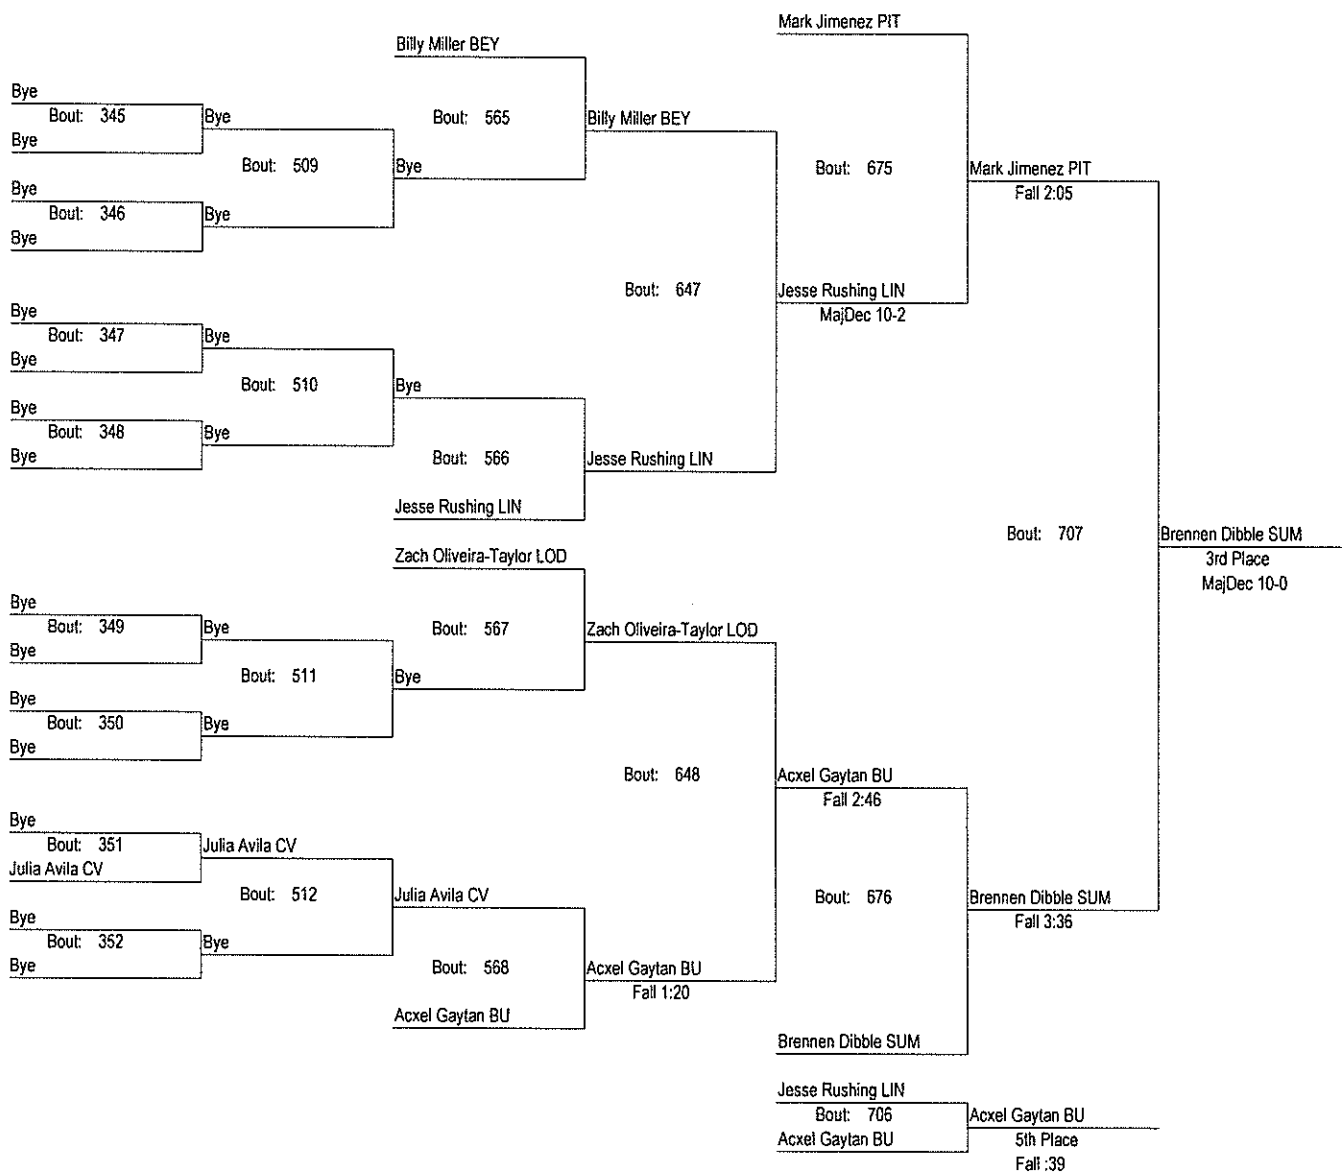 Mark Jimenez PIT
Billy Miller BEY
Bye
Bout: 345
Bye
Bout: 565
Billy Miller BEY
Bye
Bout: 509
Bye
Bout: 675
Mark Jimenez PIT
Fall 2:05
Bye
Bout: 346
Bye
Bye
Bout: 647
Jesse Rushing LIN
MajDec 10-2
Bye
Bout: 347
Bye
Bye
Bout: 510
Bye
Bye
Bout: 348
Bye
Bye
Bout: 566
Jesse Rushing LIN
Jesse Rushing LIN
Bout: 707
Brennen Dibble SUM
3rd Place
MajDec 10-0
Zach Oliveira-Taylor LOD
Bye
Bout: 349
Bye
Bye
Bout: 567
Zach Oliveira-Taylor LOD
Bout: 511
Bye
Bye
Bout: 350
Bye
Bye
Bout: 648
Acxel Gaytan BU
Fall 2:46
Bye
Bout: 351
Julia Avila CV
Julia Avila CV
Bout: 512
Julia Avila CV
Bout: 676
Brennen Dibble SUM
Fall 3:36
Bye
Bout: 352
Bye
Bye
Bout: 568
Acxel Gaytan BU
Fall 1:20
Acxel Gaytan BU
Brennen Dibble SUM
Jesse Rushing LIN
Bout: 706
Acxel Gaytan BU
Acxel Gaytan BU
5th Place
Fall :39